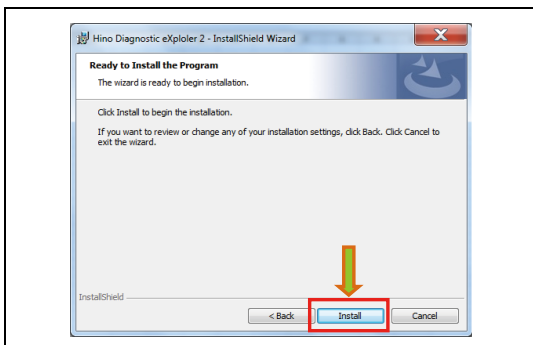 Hino Diagnostic eXploler 2 - InstallShield Wizard
Ready to Install the Program
The wizard is ready to begin installation.
Click Install to begin the installation.
If you want to review or change any of your installation settings, click Back. Click Cancel to
exit the wizard.
InstallShield
< Back Install Cancel